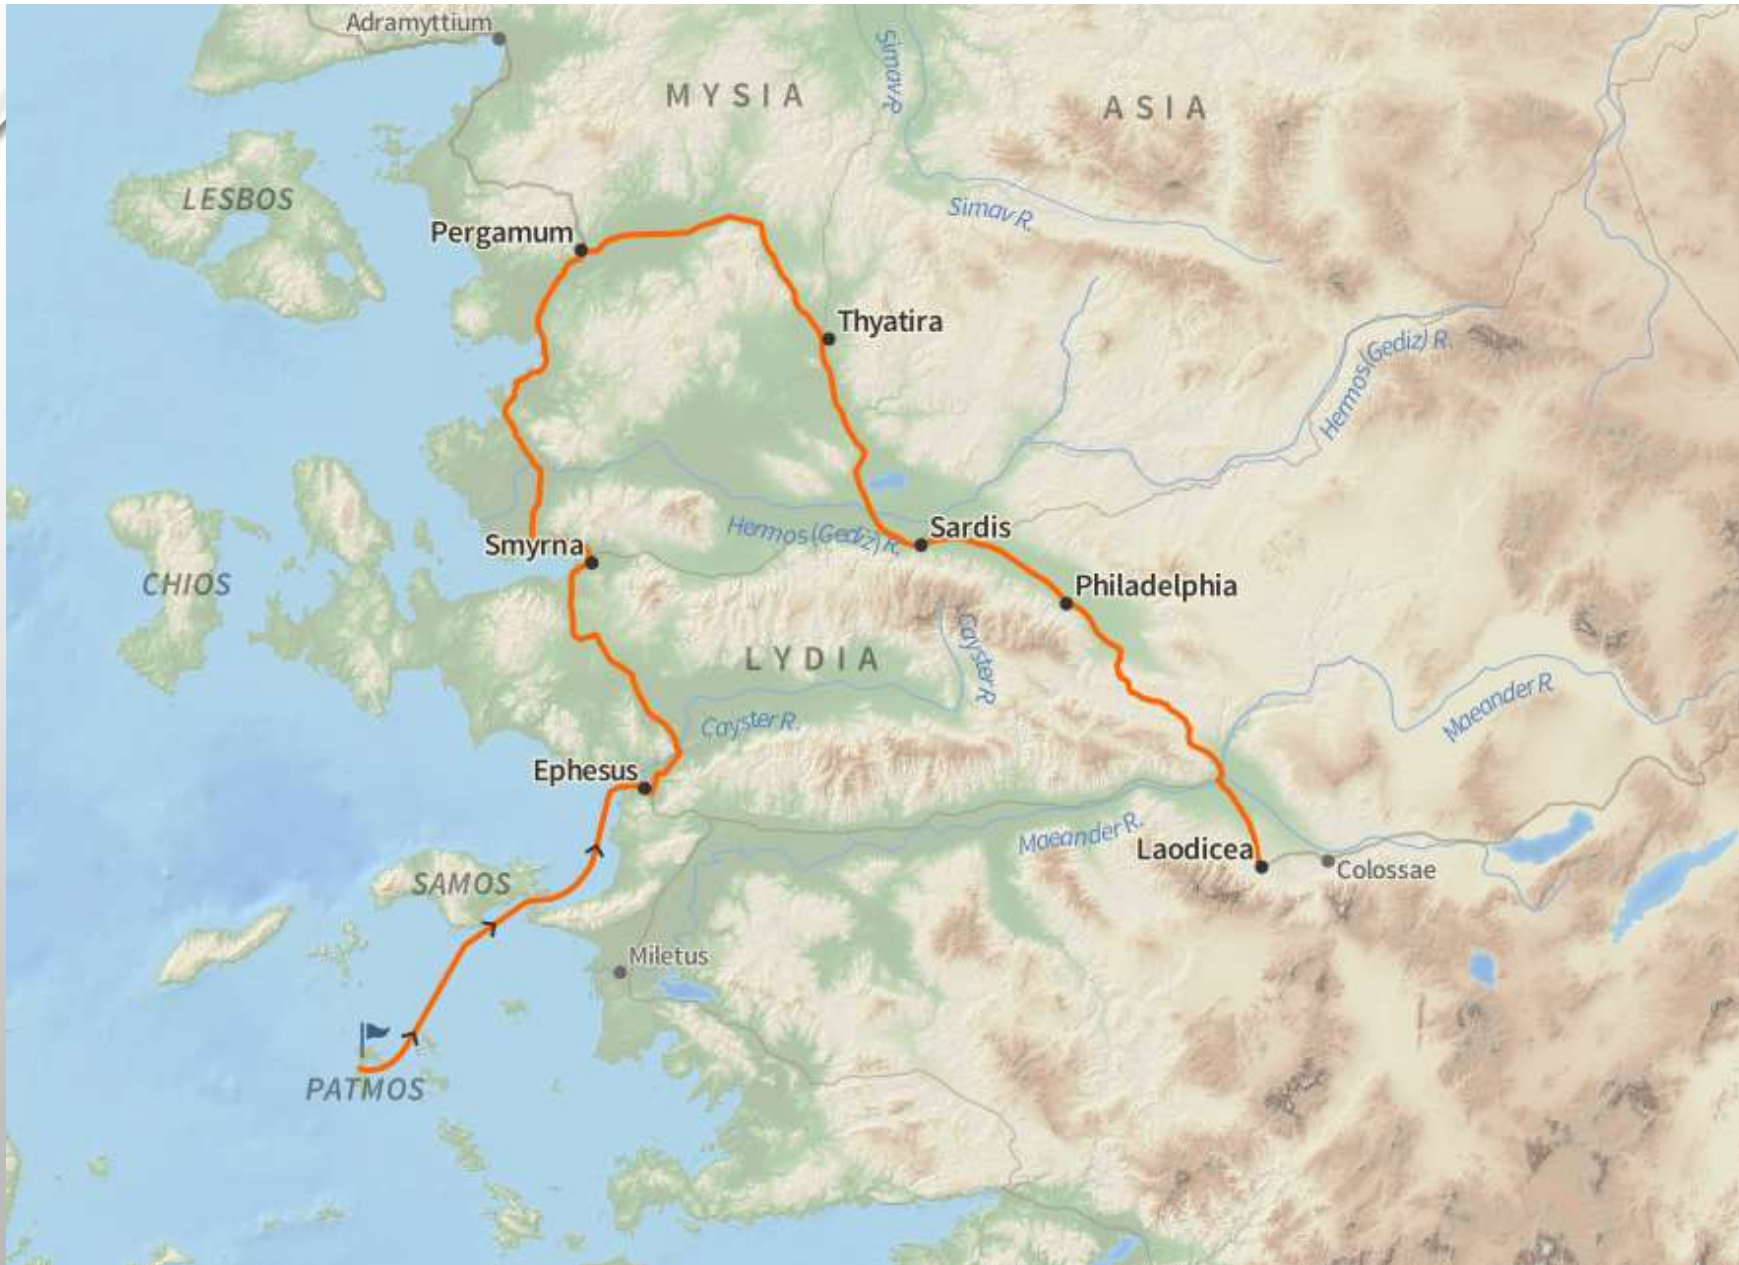 Adramyttium
Simav R.
MYSIA
ASIA
LESBOS
Simav R.
Pergamum
Thyatira
Hermos (Gediz) R.
Sardis
Hermos (Gediz) R.
Smyrna
CHIOS
Philadelphia
Cayster R.
LYDIA
Maeander R.
Cayster R.
Ephesus
Maeander R.
Laodicea
Colossae
SAMOS
Miletus
PATMOS